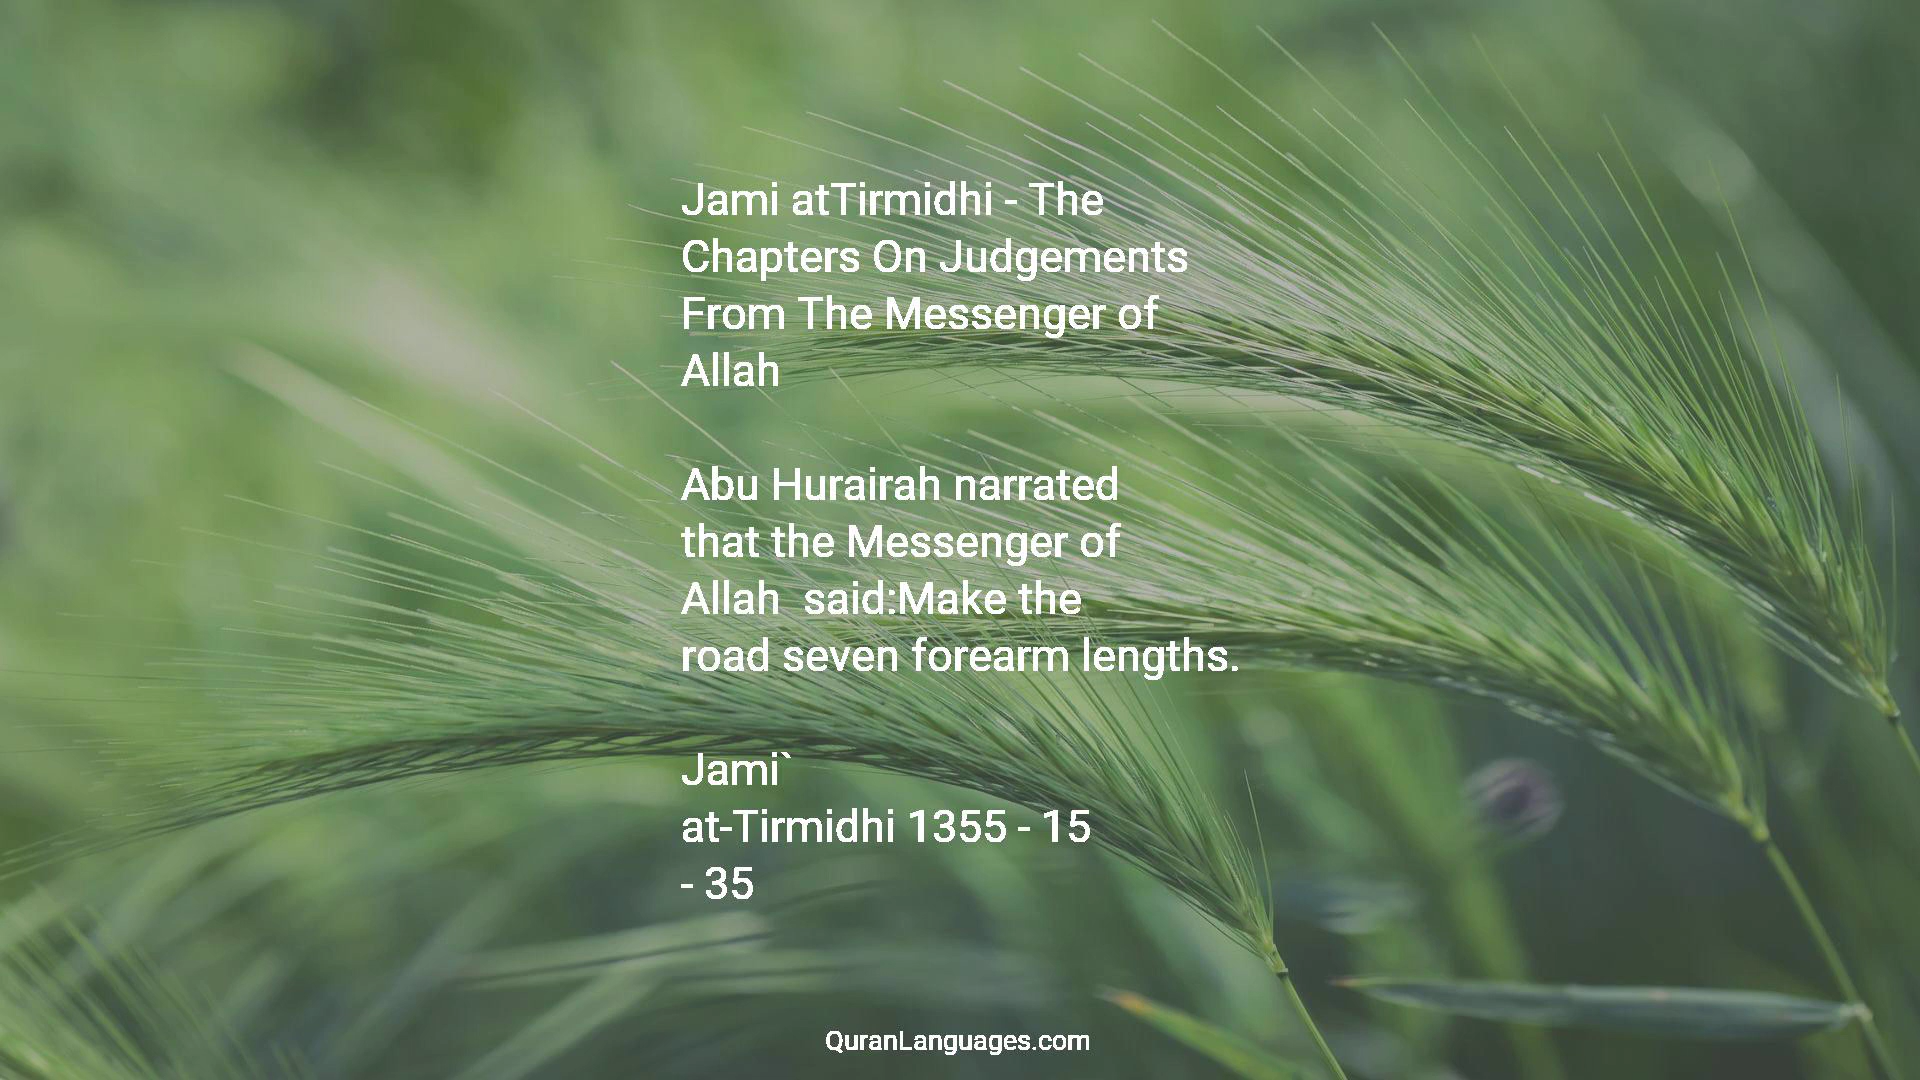 Jami atTirmidhi - The
Chapters On Judgements
From The Messenger of
Allah
Abu Hurairah narrated
that the Messenger of
Allah  said:Make the
road seven forearm lengths.
Jami`
at-Tirmidhi 1355 - 15
- 35
QuranLanguages.com